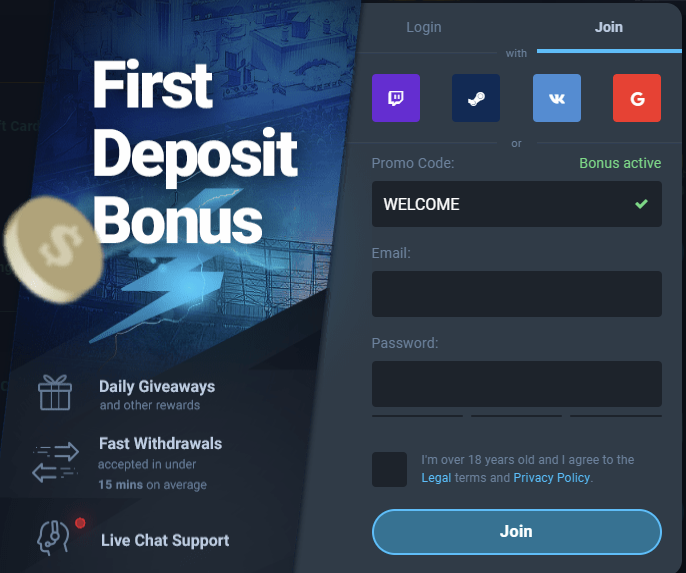 First
Deposit
Bonus
Daily Giveaways
and other rewards
Fast Withdrawals
accepted in under
15 mins on average
Live Chat Support
Login
Join
with
G
or
Promo Code:
Bonus active
WELCOME
Email:
Password:
I'm over 18 years old and I agree to the
Legal terms and Privacy Policy.
Join